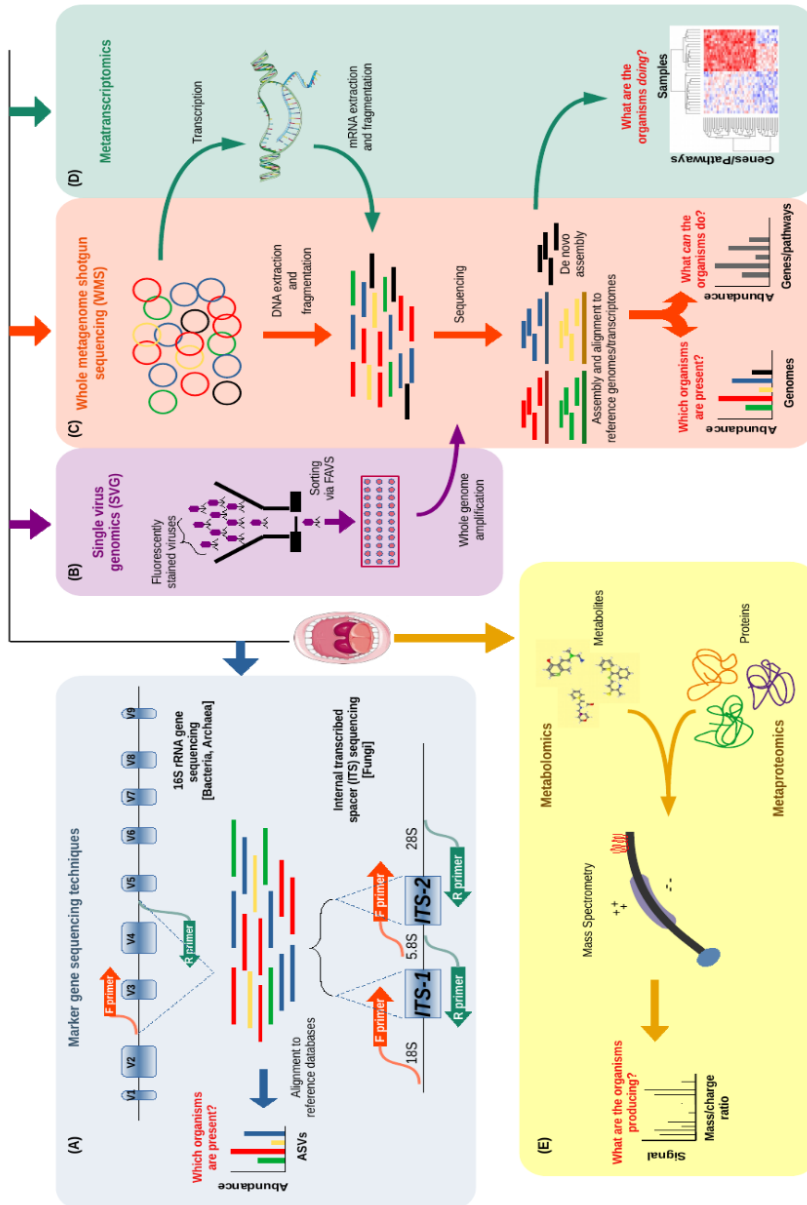 (A)
Marker gene sequencing techniques
V1
V2
V3
V4
V5
V6
V7
V8
V9
F primer
R primer
16S rRNA gene
sequencing
[Bacteria, Archaea]
Which organisms
are present?
Abundance
ASVs
Alignment to
reference databases
Internal transcribed
spacer (ITS) sequencing
[Fungi]
F primer
F primer
18S
ITS-1
5.8S
ITS-2
28S
R primer
R primer
(B)
Single virus
genomics (SVG)
Fluorescently
stained viruses
Sorting
via FAVS
Whole genome
amplification
(C)
Whole metagenome shotgun
sequencing (WMS)
DNA extraction
and
fragmentation
Sequencing
Assembly and alignment to
reference genomes/transcriptomes
De novo
assembly
Which organisms
are present?
Abundance
Genomes
What can the
organisms do?
Abundance
Genes/pathways
(D)
Metatranscriptomics
Transcription
mRNA extraction
and fragmentation
What are the
organisms doing?
Samples
Genes/Pathways
(E)
Metabolomics
Metabolites
Metaproteomics
Proteins
Mass Spectrometry
++
+
--
What are the organisms
producing?
Signal
Mass/charge
ratio